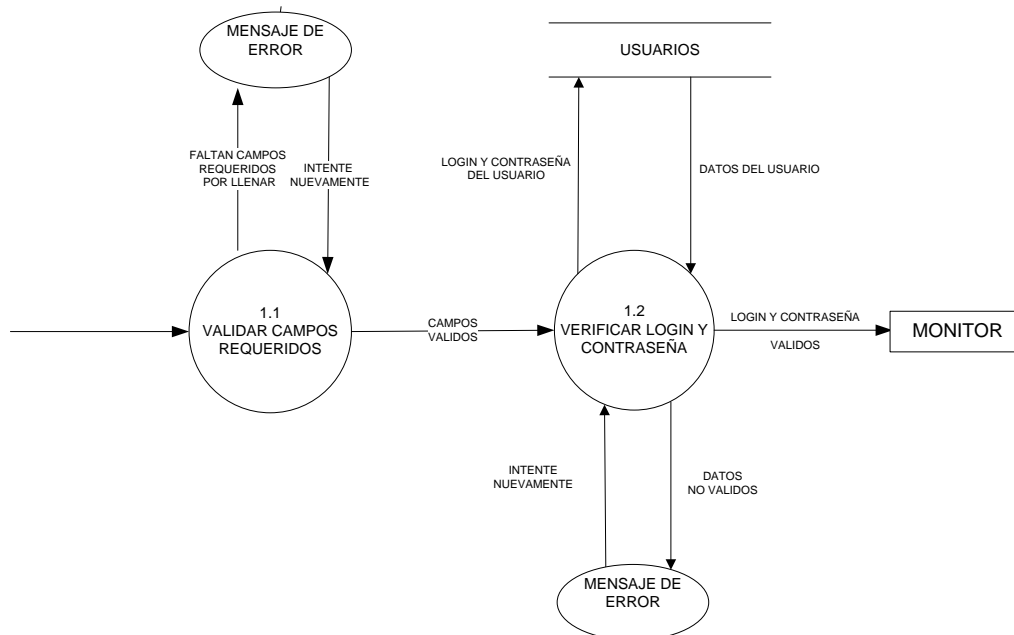 MENSAJE DE
ERROR
USUARIOS
FALTAN CAMPOS
REQUERIDOS
POR LLENAR
INTENTE
NUEVAMENTE
LOGIN Y CONTRASEÑA
DEL USUARIO
DATOS DEL USUARIO
1.1
VALIDAR CAMPOS
REQUERIDOS
CAMPOS
VALIDOS
1.2
VERIFICAR LOGIN Y
CONTRASEÑA
LOGIN Y CONTRASEÑA
VALIDOS
MONITOR
INTENTE
NUEVAMENTE
DATOS
NO VALIDOS
MENSAJE DE
ERROR